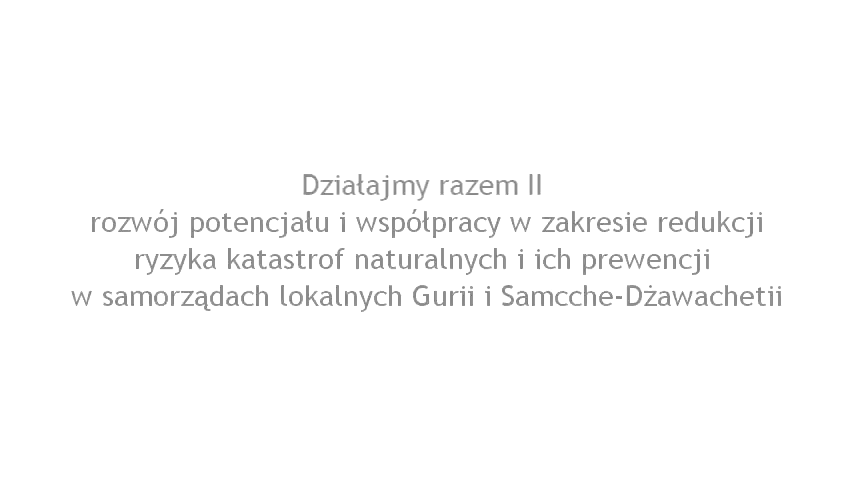 Działajmy razem II
rozwój potencjału i współpracy w zakresie redukcji
ryzyka katastrof naturalnych i ich prewencji
w samorządach lokalnych Gurii i Samcche-Dżawachetii